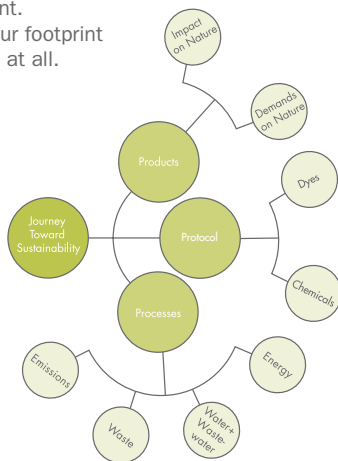 nt.
ur footprint
at all.
Impact
on Nature
Demands
on Nature
Products
Dyes
Journey
Toward
Sustainability
Protocol
Chemicals
Processes
Emissions
Energy
Waste
Water+
Waste-
water